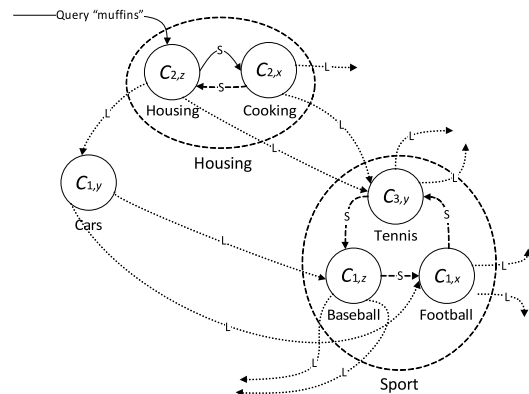 Query “muffins”
S
C2,z
C2,x
L
S
Housing
Cooking
L
L
L
Housing
C1,y
Cars
L
L
C3,y
S
S
Tennis
L
C1,z
S
C1,x
L
Baseball
Football
L
L
L
L
Sport